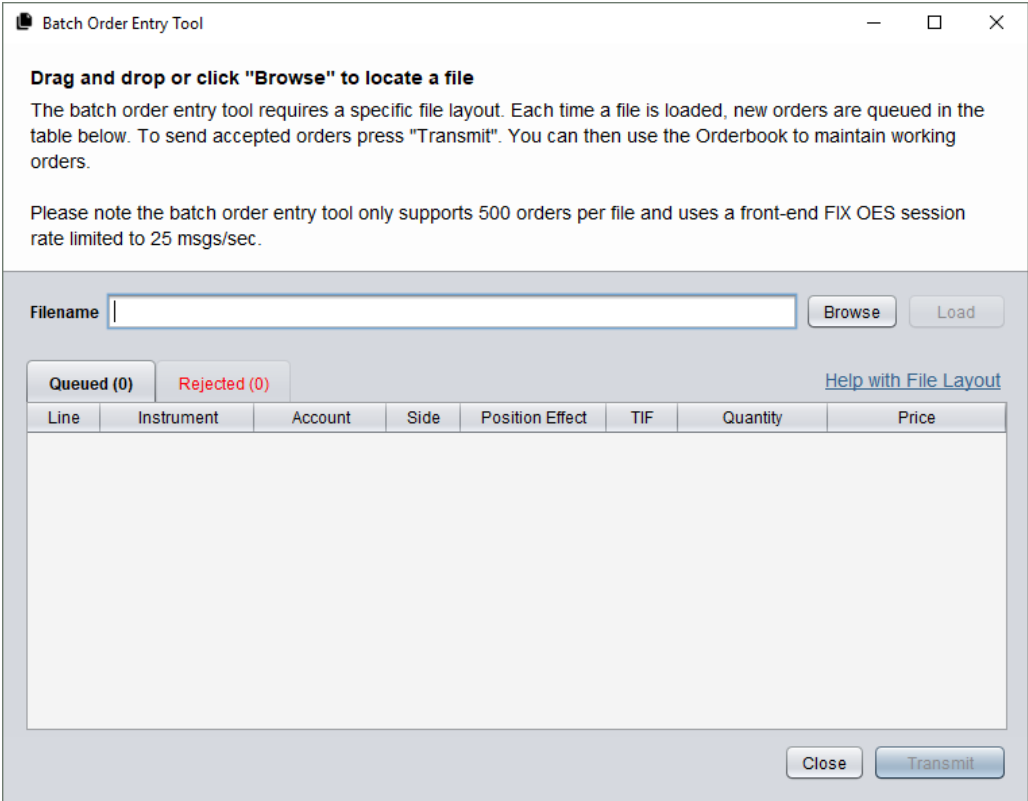 Batch Order Entry Tool
Drag and drop or click "Browse" to locate a file
The batch order entry tool requires a specific file layout. Each time a file is loaded, new orders are queued in the
table below. To send accepted orders press "Transmit". You can then use the Orderbook to maintain working
orders.
Please note the batch order entry tool only supports 500 orders per file and uses a front-end FIX OES session
rate limited to 25 msgs/sec.
Filename Browse Load
Queued (0) Rejected (0) Help with File Layout
Line Instrument Account Side Position Effect TIF Quantity Price
Close Transmit